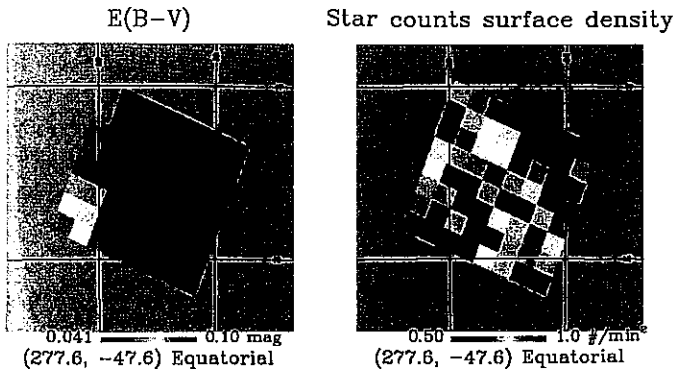 E(B−V)
Star counts surface density
0.041 0.10 mag
(277.6, −47.6) Equatorial
0.50 1.0 #/min²
(277.6, −47.6) Equatorial